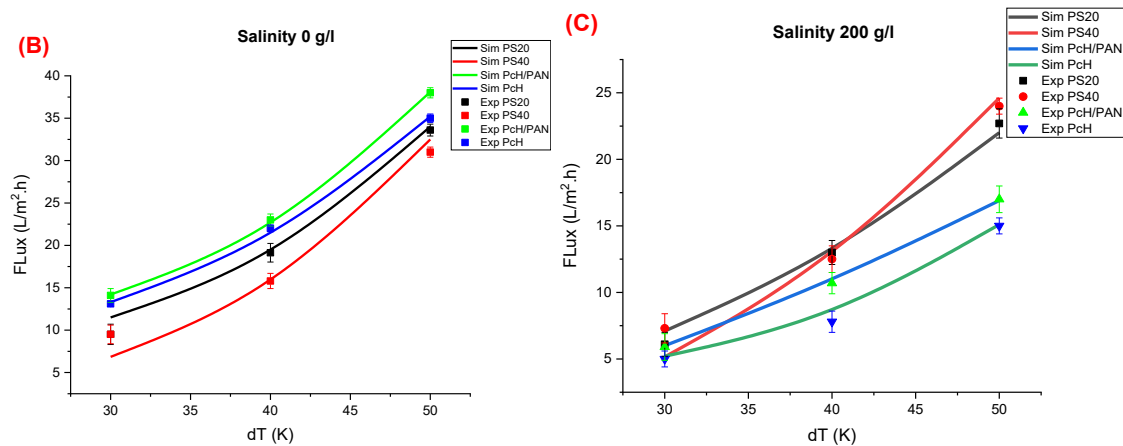 (B)
Salinity 0 g/l
Sim PS20
Sim PS40
Sim PcH/PAN
Sim PcH
Exp PS20
Exp PS40
Exp PcH/PAN
Exp PcH
40
35
30
25
20
15
10
5
FLux (L/m².h)
30
35
40
45
50
dT (K)
(C)
Salinity 200 g/l
Sim PS20
Sim PS40
Sim PcH/PAN
Sim PcH
Exp PS20
Exp PS40
Exp PcH/PAN
Exp PcH
25
20
15
10
5
FLux (L/m².h)
30
35
40
45
50
dT (K)